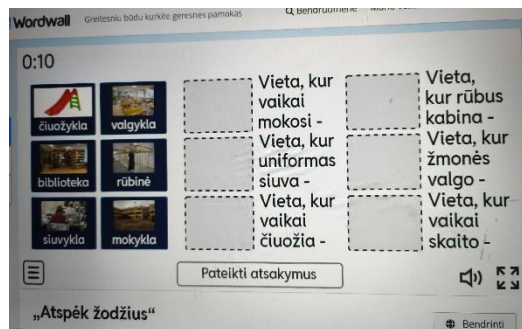 Wordwall
Greitesniu būdu kurkite geresnes pamokas
Bendruomenė
0:10
čiuožykla
valgykla
biblioteka
rūbinė
siuvykla
mokykla
Vieta, kur
vaikai
mokosi -
Vieta, kur
uniformas
siuva -
Vieta, kur
vaikai
čiuožia -
Vieta,
kur rūbus
kabina -
Vieta, kur
žmonės
valgo -
Vieta, kur
vaikai
skaito -
Pateikti atsakymus
„Atspėk žodžius“
Bendrinti